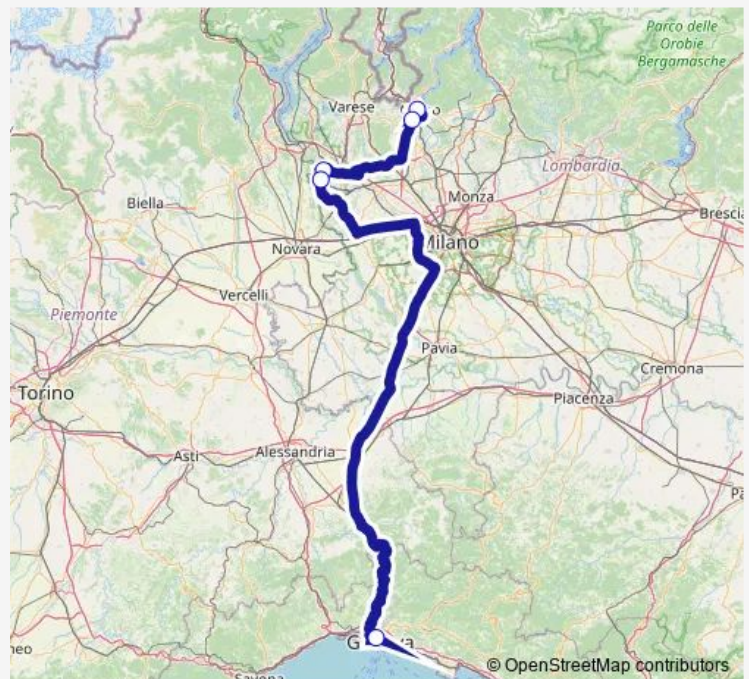 Parco delle
Orobie
Bergamasche
Varese
Lombardia
Biella
Monza
Brescia
Milano
Novara
Vercelli
Piemonte
Pavia
Torino
Cremona
Piacenza
Asti
Alessandria
© OpenStreetMap contributors
Savona